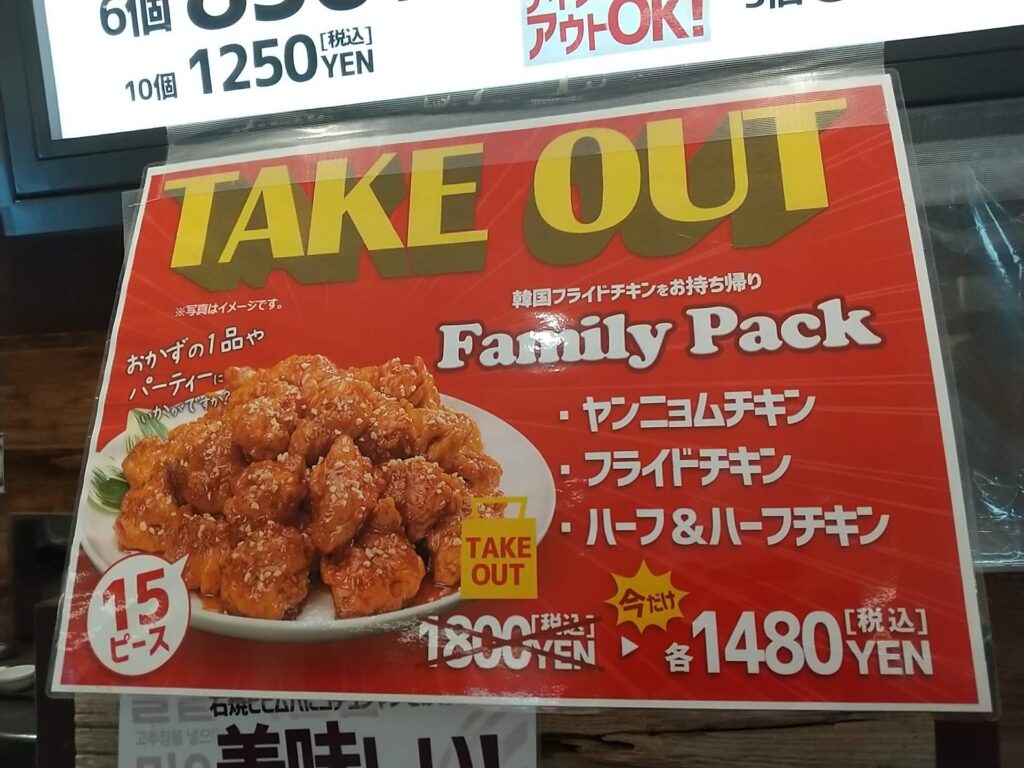 6個
10個 1250 [税込] YEN
アウトOK!
TAKE OUT
※写真はイメージです。
韓国フライドチキンをお持ち帰り
Family Pack
おかずの1品や
パーティーに
いかがですか?
・ヤンニョムチキン
・フライドチキン
・ハーフ&ハーフチキン
TAKE
OUT
15
ピース
1800 [税込] YEN
今だけ
各1480 [税込] YEN
美味しい!